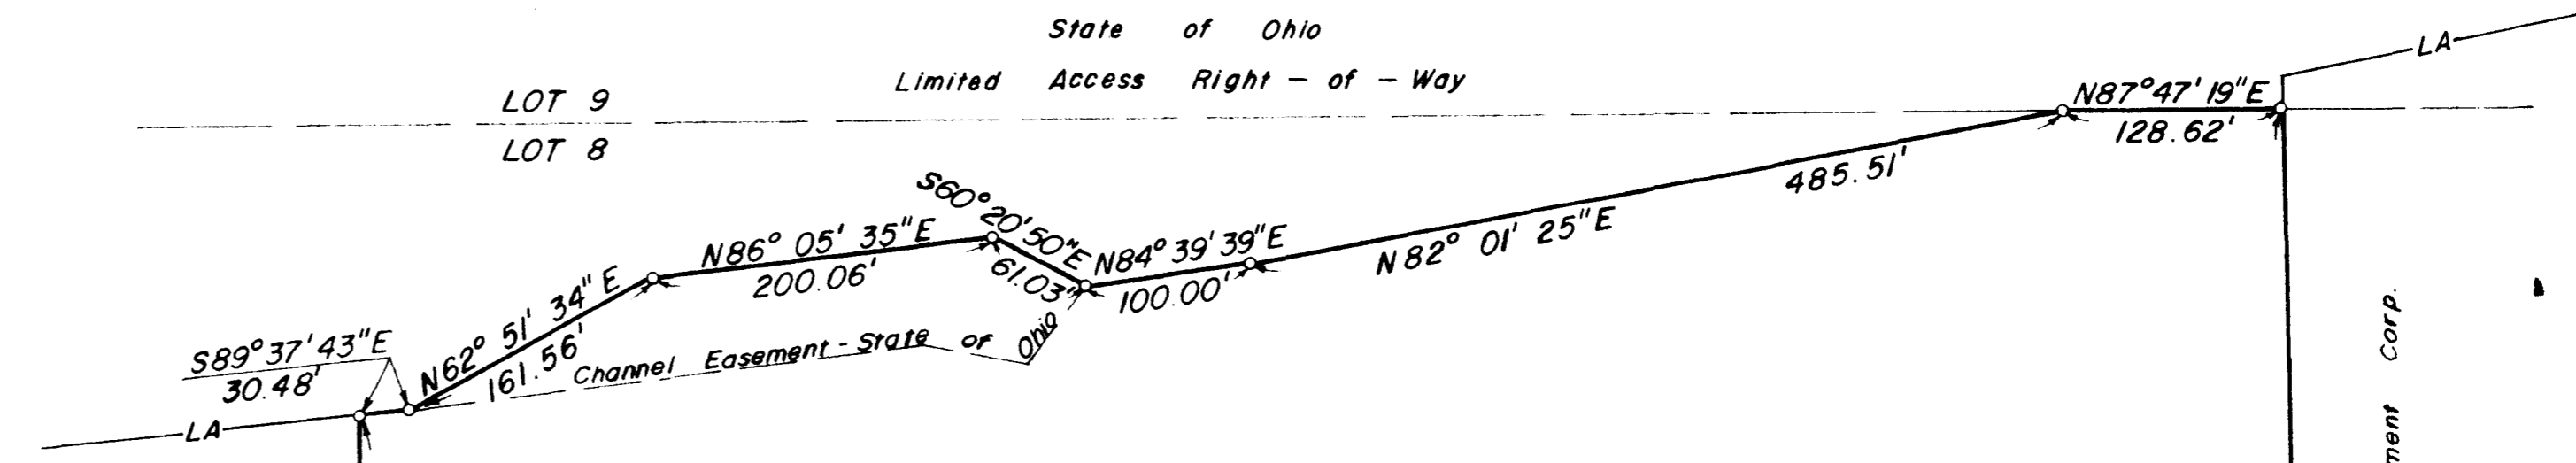 State of Ohio
Limited Access Right - of - Way
LOT 9
LOT 8
LA
N87°47'19"E
128.62'
485.51'
N82° 01' 25"E
S60°20'50"E
61.03'
N84°39'39"E
100.00'
N86° 05' 35"E
200.06'
N62° 51' 34"E
161.56'
S89°37'43"E
30.48'
Channel Easement - State of Ohio
LA
ment Corp.